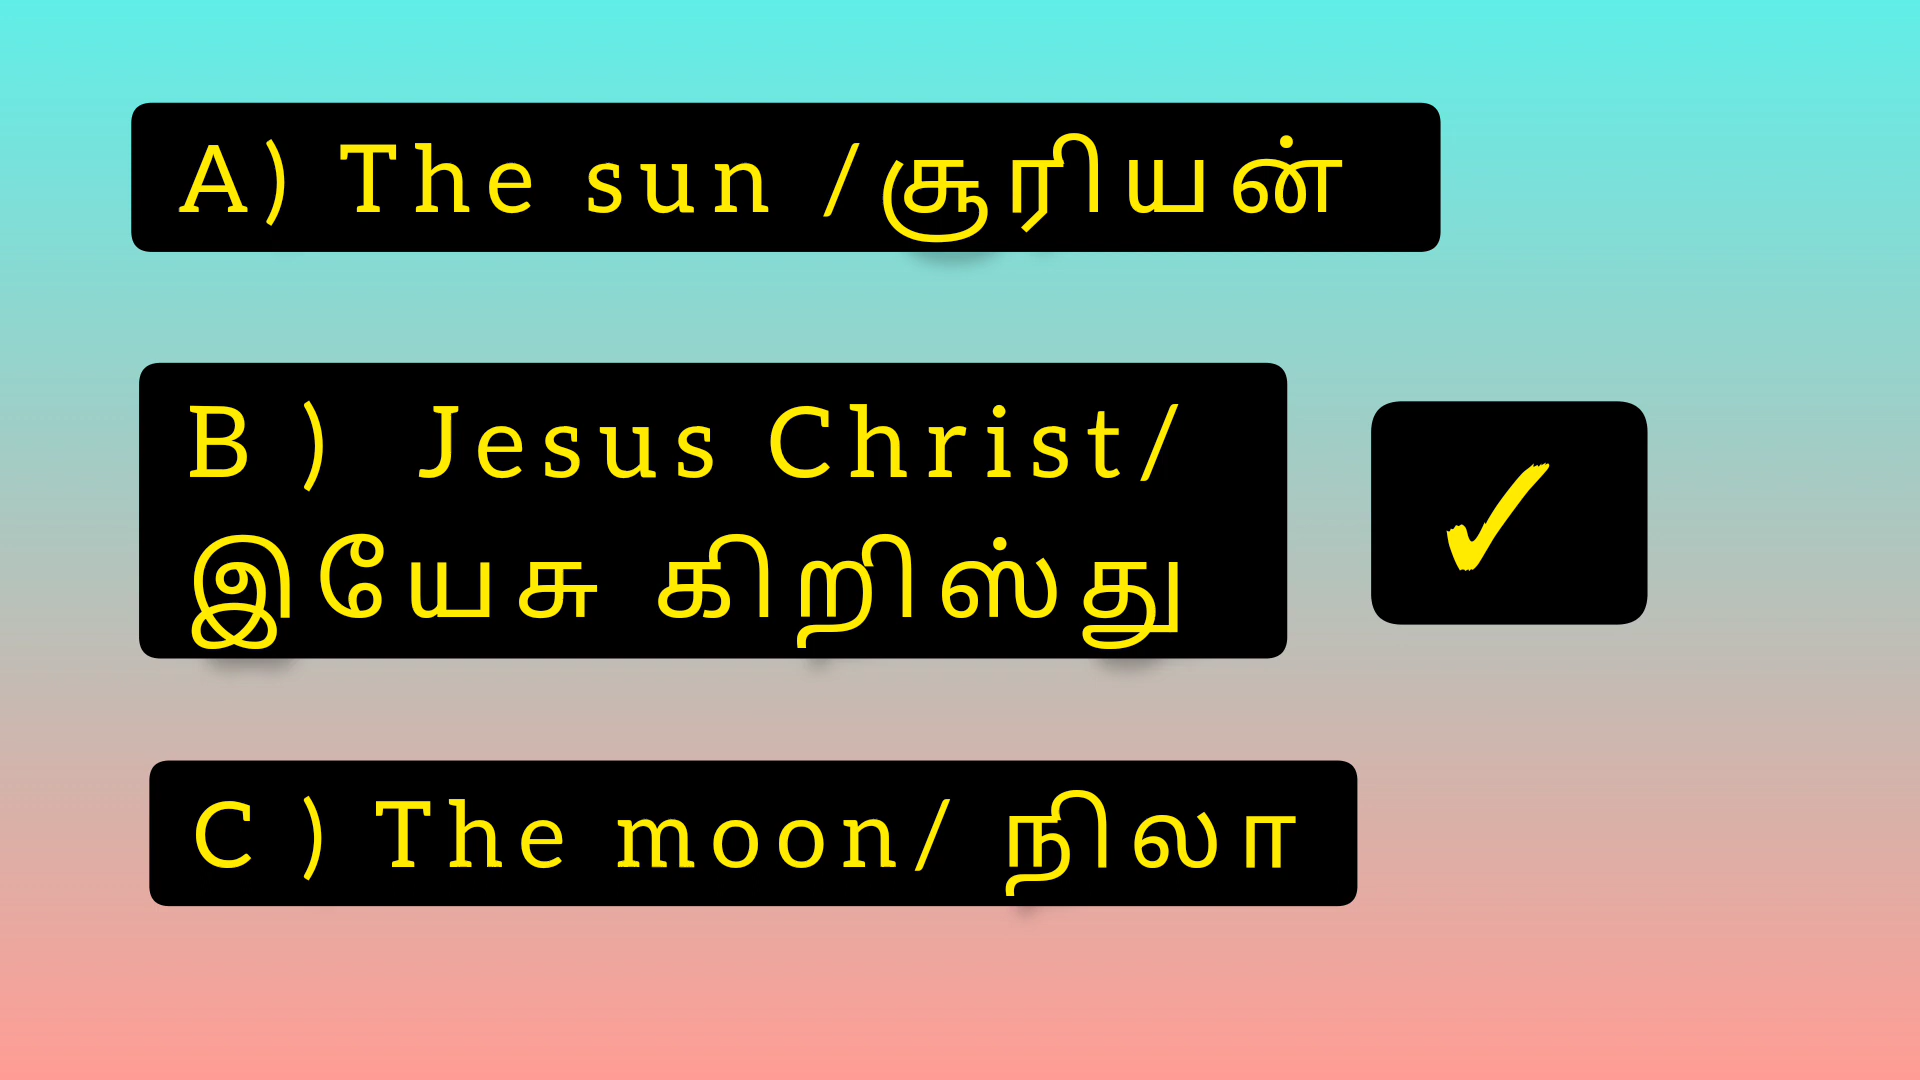 A) The sun /சூரியன்
B ) Jesus Christ/
இயேசு கிறிஸ்து
✓
C ) The moon/ நிலா